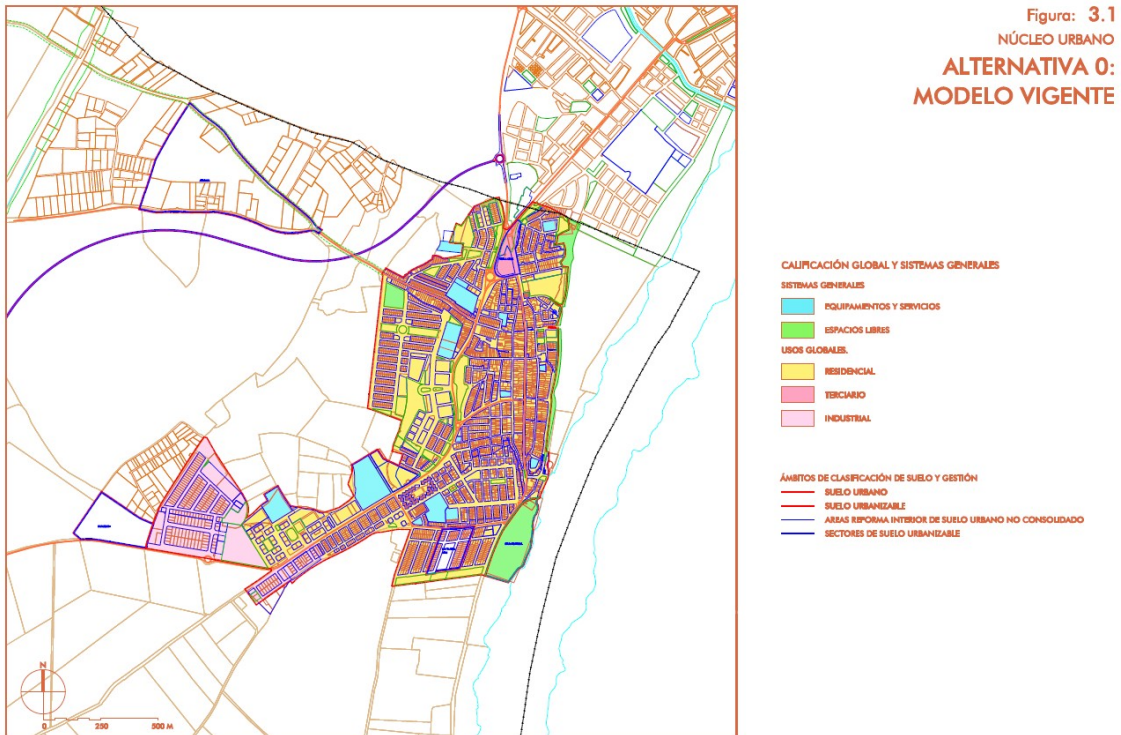 Figura: 3.1
NÚCLEO URBANO
ALTERNATIVA 0:
MODELO VIGENTE
CALIFICACIÓN GLOBAL Y SISTEMAS GENERALES
SISTEMAS GENERALES
EQUIPAMIENTOS Y SERVICIOS
ESPACIOS LIBRES
USOS GLOBALES.
RESIDENCIAL
TERCIARIO
INDUSTRIAL
ÁMBITOS DE CLASIFICACIÓN DE SUELO Y GESTIÓN
SUELO URBANO
SUELO URBANIZABLE
AREAS REFORMA INTERIOR DE SUELO URBANO NO CONSOLIDADO
SECTORES DE SUELO URBANIZABLE
N
0 250 500 M